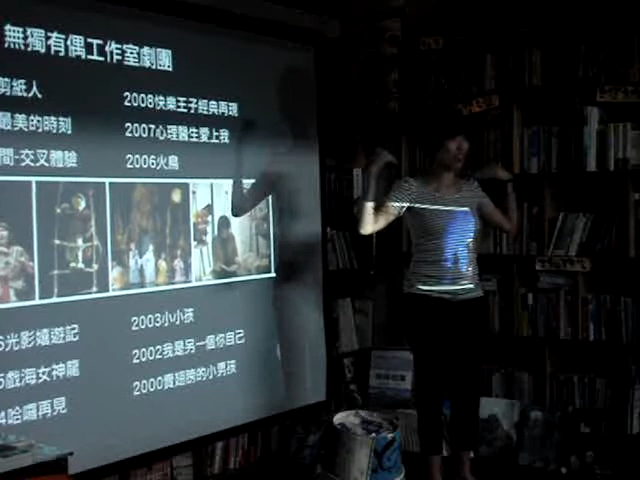 無獨有偶工作室劇團
剪紙人
2008快樂王子經典再現
最美的時刻
2007心理醫生愛上我
間-交叉體驗
2006火鳥
6光影嬉遊記
2003小小孩
5戲海女神龍
2002我是另一個你自己
4哈囉再見
2000賣翅膀的小男孩